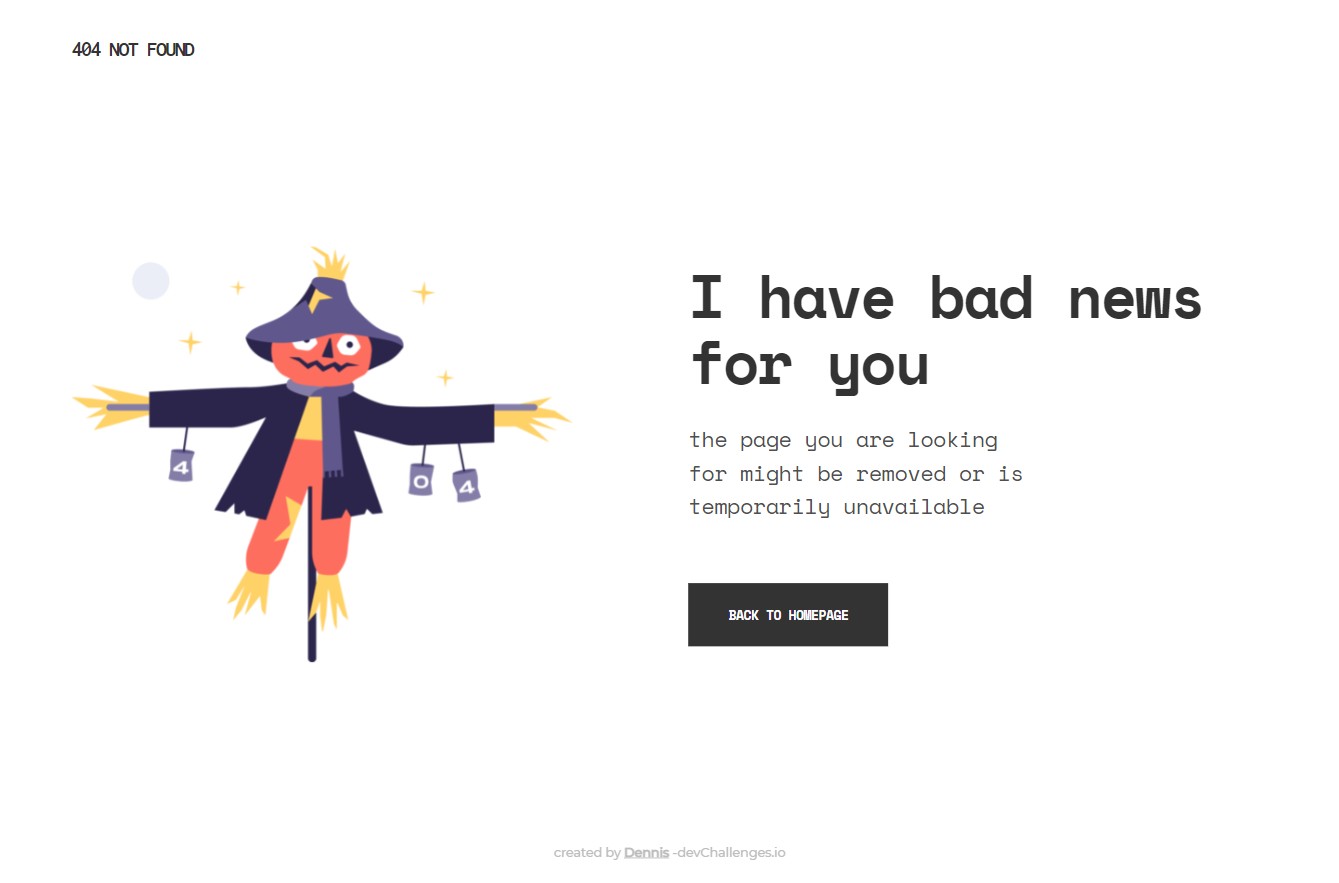 404 NOT FOUND
I have bad news
for you
the page you are looking
for might be removed or is
temporarily unavailable
4
0
4
BACK TO HOMEPAGE
created by Dennis -devChallenges.io